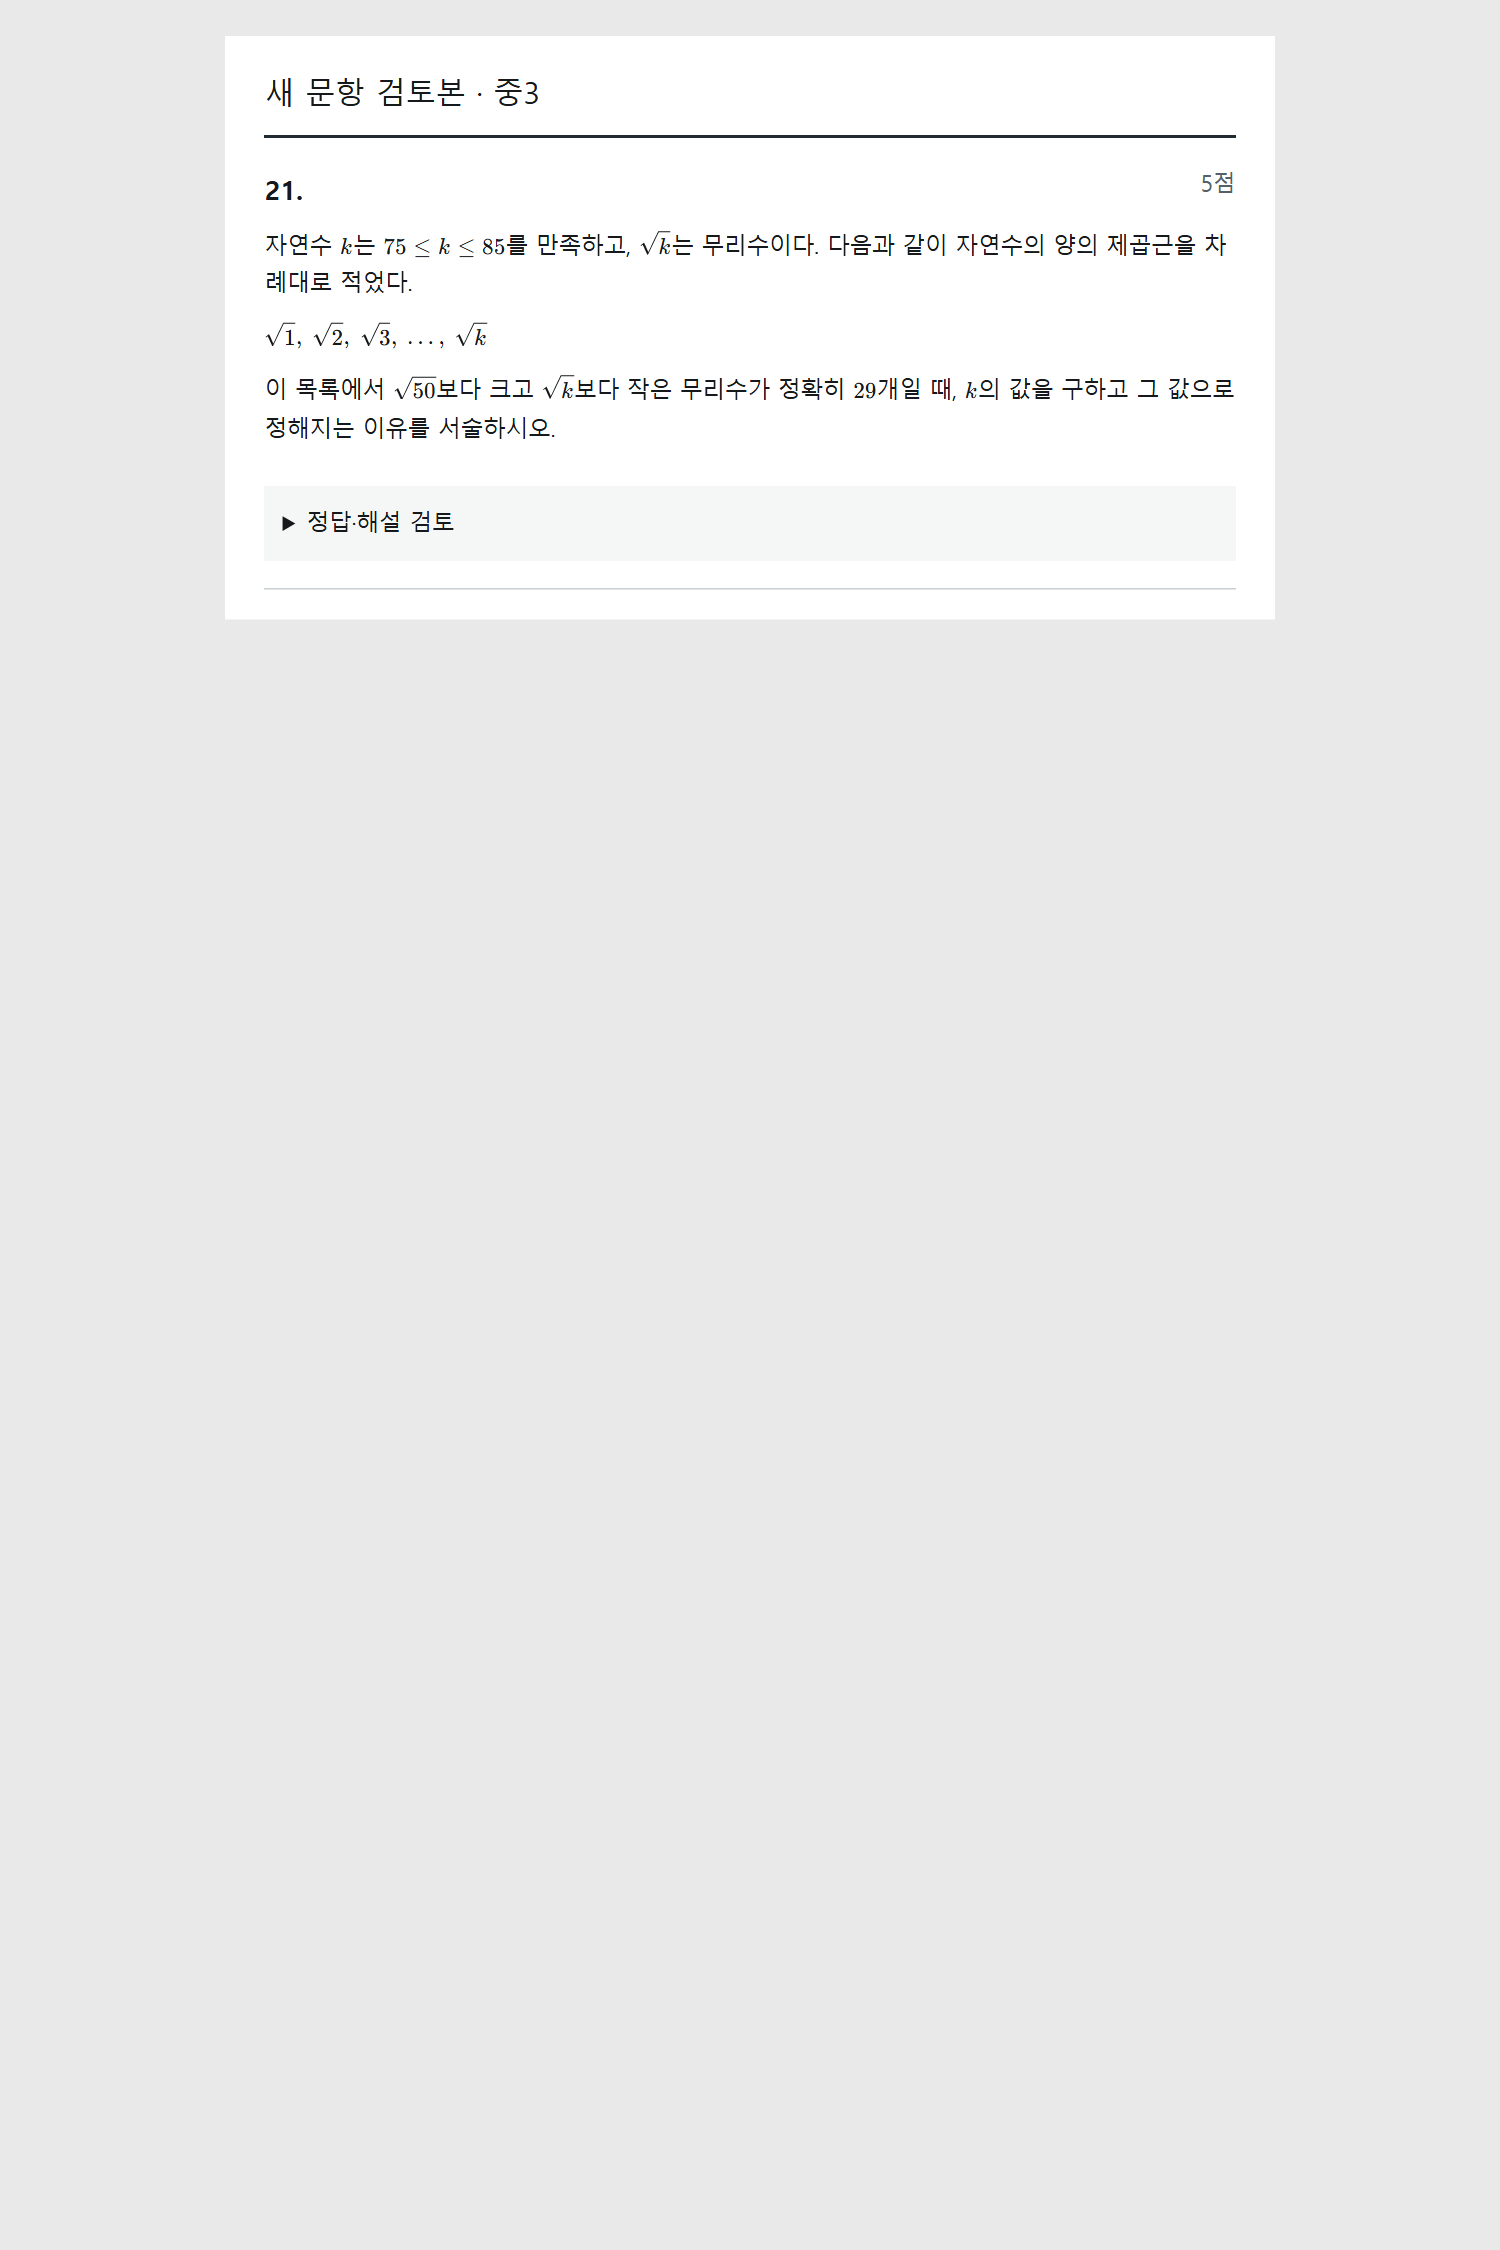 새 문항 검토본 · 중3
21.
5점
자연수 k는 75 ≤ k ≤ 85를 만족하고, √k는 무리수이다. 다음과 같이 자연수의 양의 제곱근을 차
례대로 적었다.
√1, √2, √3, …, √k
이 목록에서 √50보다 크고 √k보다 작은 무리수가 정확히 29개일 때, k의 값을 구하고 그 값으로
정해지는 이유를 서술하시오.
▶ 정답·해설 검토